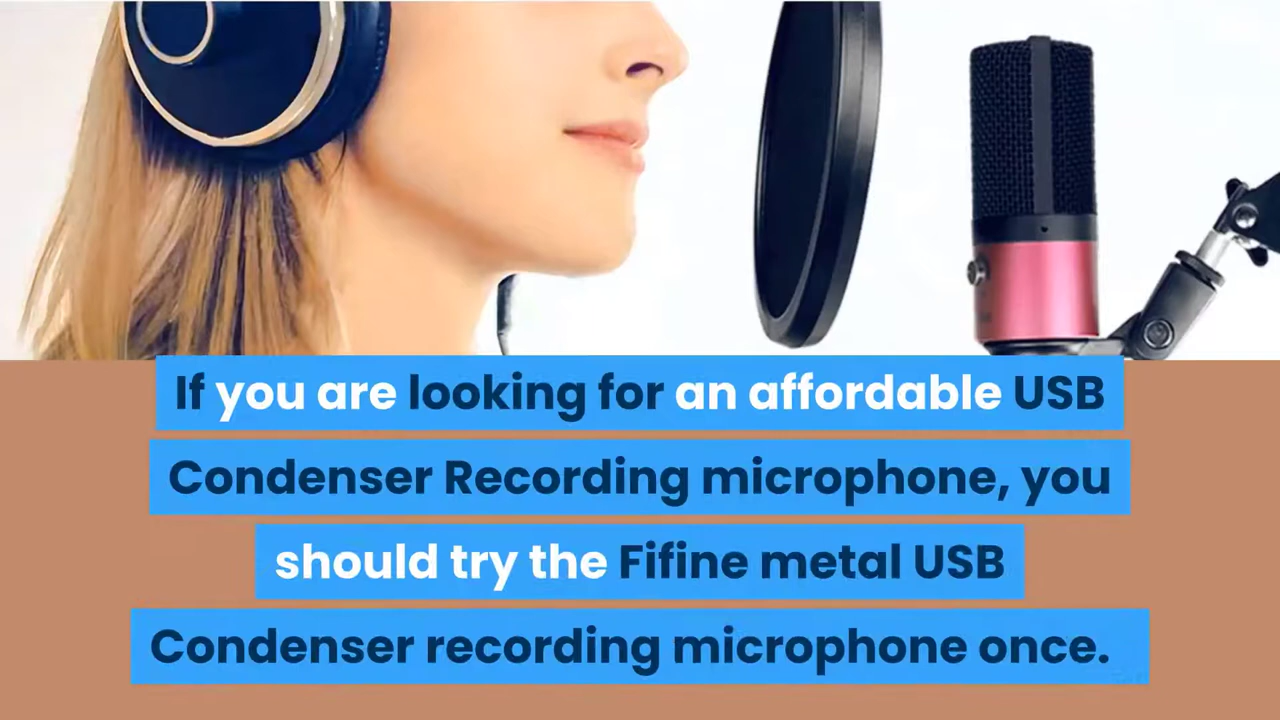 If you are looking for an affordable USB
Condenser Recording microphone, you
should try the Fifine metal USB
Condenser recording microphone once.